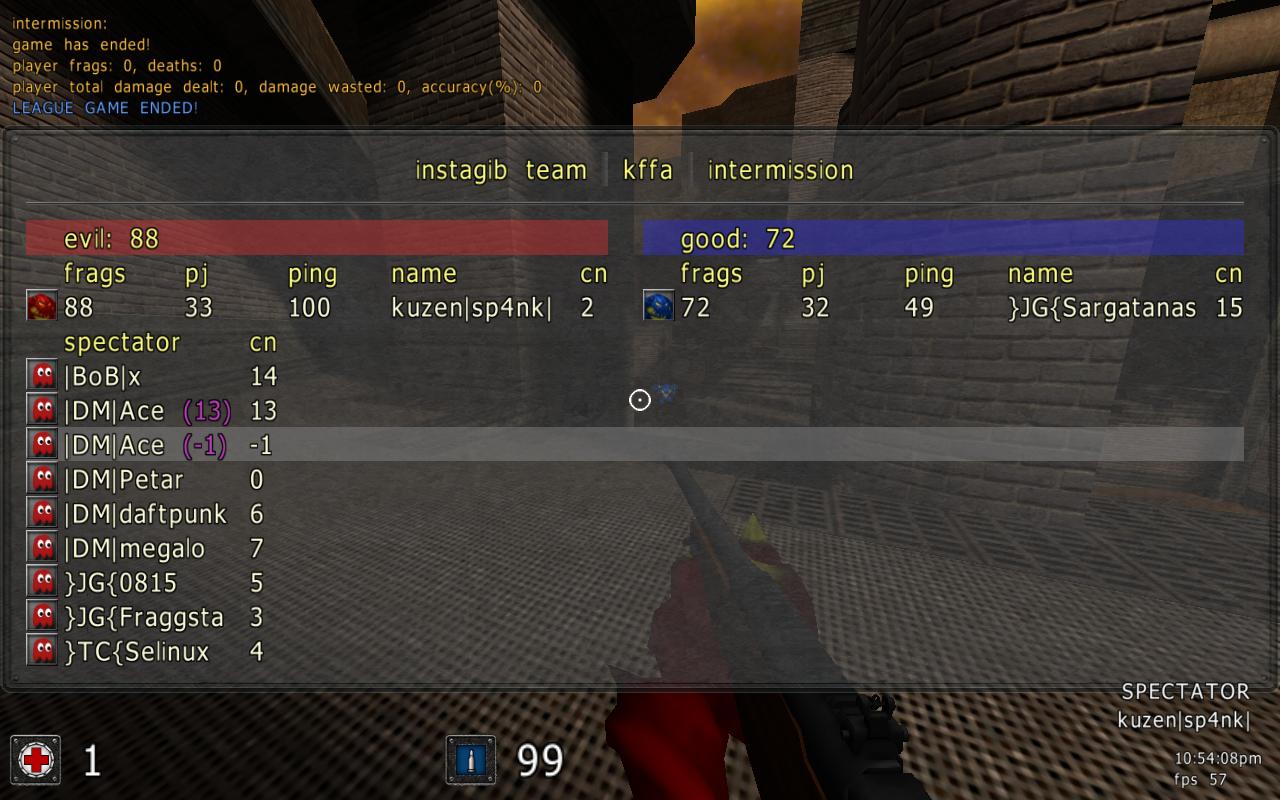 intermission:
game has ended!
player frags: 0, deaths: 0
player total damage dealt: 0, damage wasted: 0, accuracy(%): 0
LEAGUE GAME ENDED!
instagib team kffa intermission
evil: 88
frags pj ping name cn
88 33 100 kuzen|sp4nk| 2
good: 72
frags pj ping name cn
72 32 49 }JG{Sargatanas 15
spectator cn
|BoB|x 14
|DM|Ace (13) 13
|DM|Ace (-1) -1
|DM|Petar 0
|DM|daftpunk 6
|DM|megalo 7
}JG{0815 5
}JG{Fraggsta 3
}TC{Selinux 4
SPECTATOR
kuzen|sp4nk|
1 99
10:54:08pm
fps 57